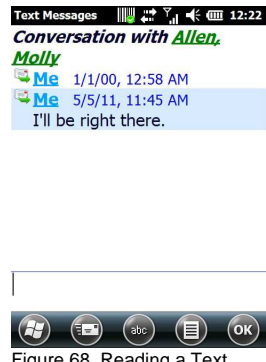 Text Messages 12:22
Conversation with Allen,
Molly
Me 1/1/00, 12:58 AM
Me 5/5/11, 11:45 AM
I'll be right there.
abc OK
Figure 68 Reading a Text